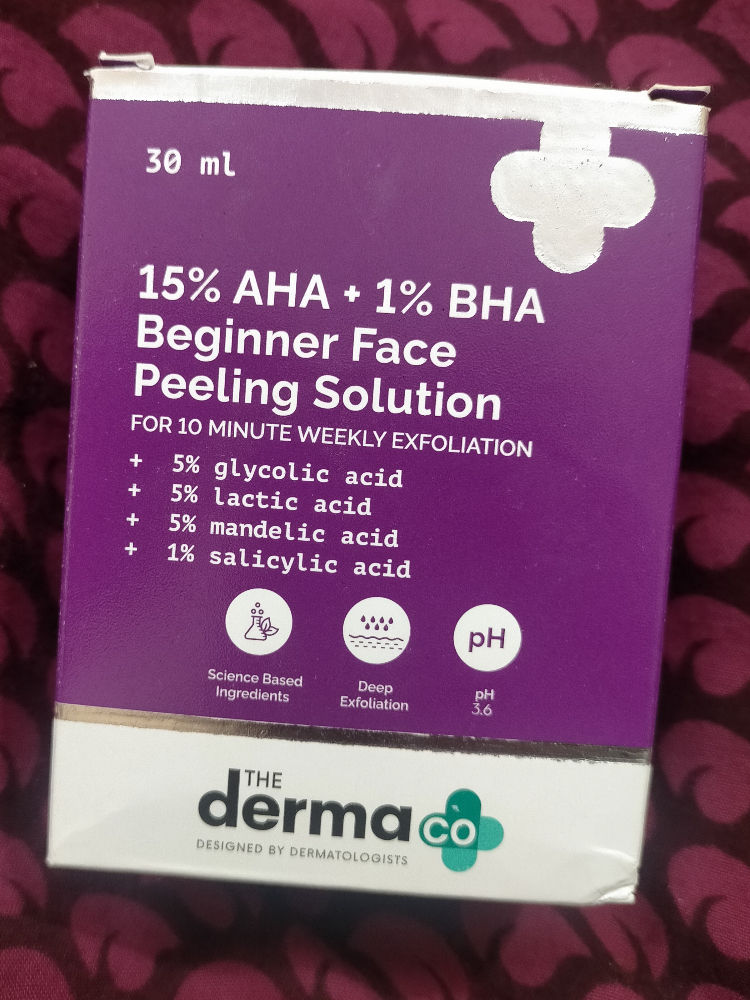 30 ml
15% AHA + 1% BHA
Beginner Face
Peeling Solution
FOR 10 MINUTE WEEKLY EXFOLIATION
+ 5% glycolic acid
+ 5% lactic acid
+ 5% mandelic acid
+ 1% salicylic acid
pH
Science Based
Ingredients
Deep
Exfoliation
pH
3.6
THE
derma co
DESIGNED BY DERMATOLOGISTS